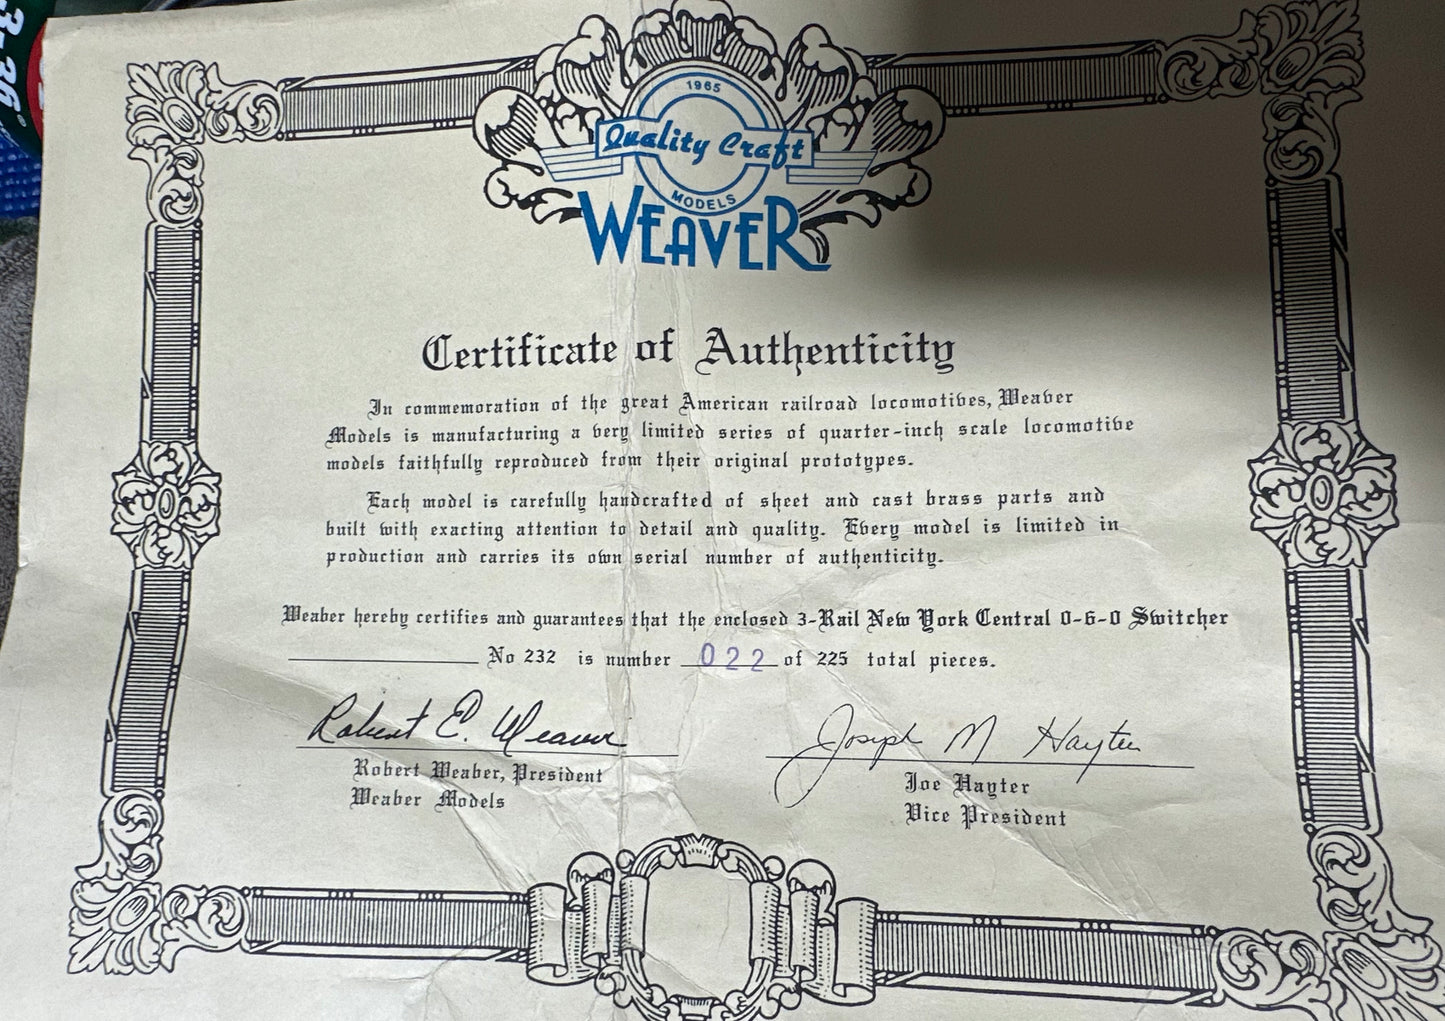 3-36
1965
Quality Craft
MODELS
WEAVER
Certificate of Authenticity
In commemoration of the great American railroad locomotives, Weaver
Models is manufacturing a very limited series of quarter-inch scale locomotive
models faithfully reproduced from their original prototypes.
Each model is carefully handcrafted of sheet and cast brass parts and
built with exacting attention to detail and quality. Every model is limited in
production and carries its own serial number of authenticity.
Weaver hereby certifies and guarantees that the enclosed 3-Rail New York Central 0-6-0 Switcher
No 232 is number 022 of 225 total pieces.
Robert E. Weaver
Joseph M Hayter
Robert Weaver, President
Weaver Models
Joe Hayter
Vice President